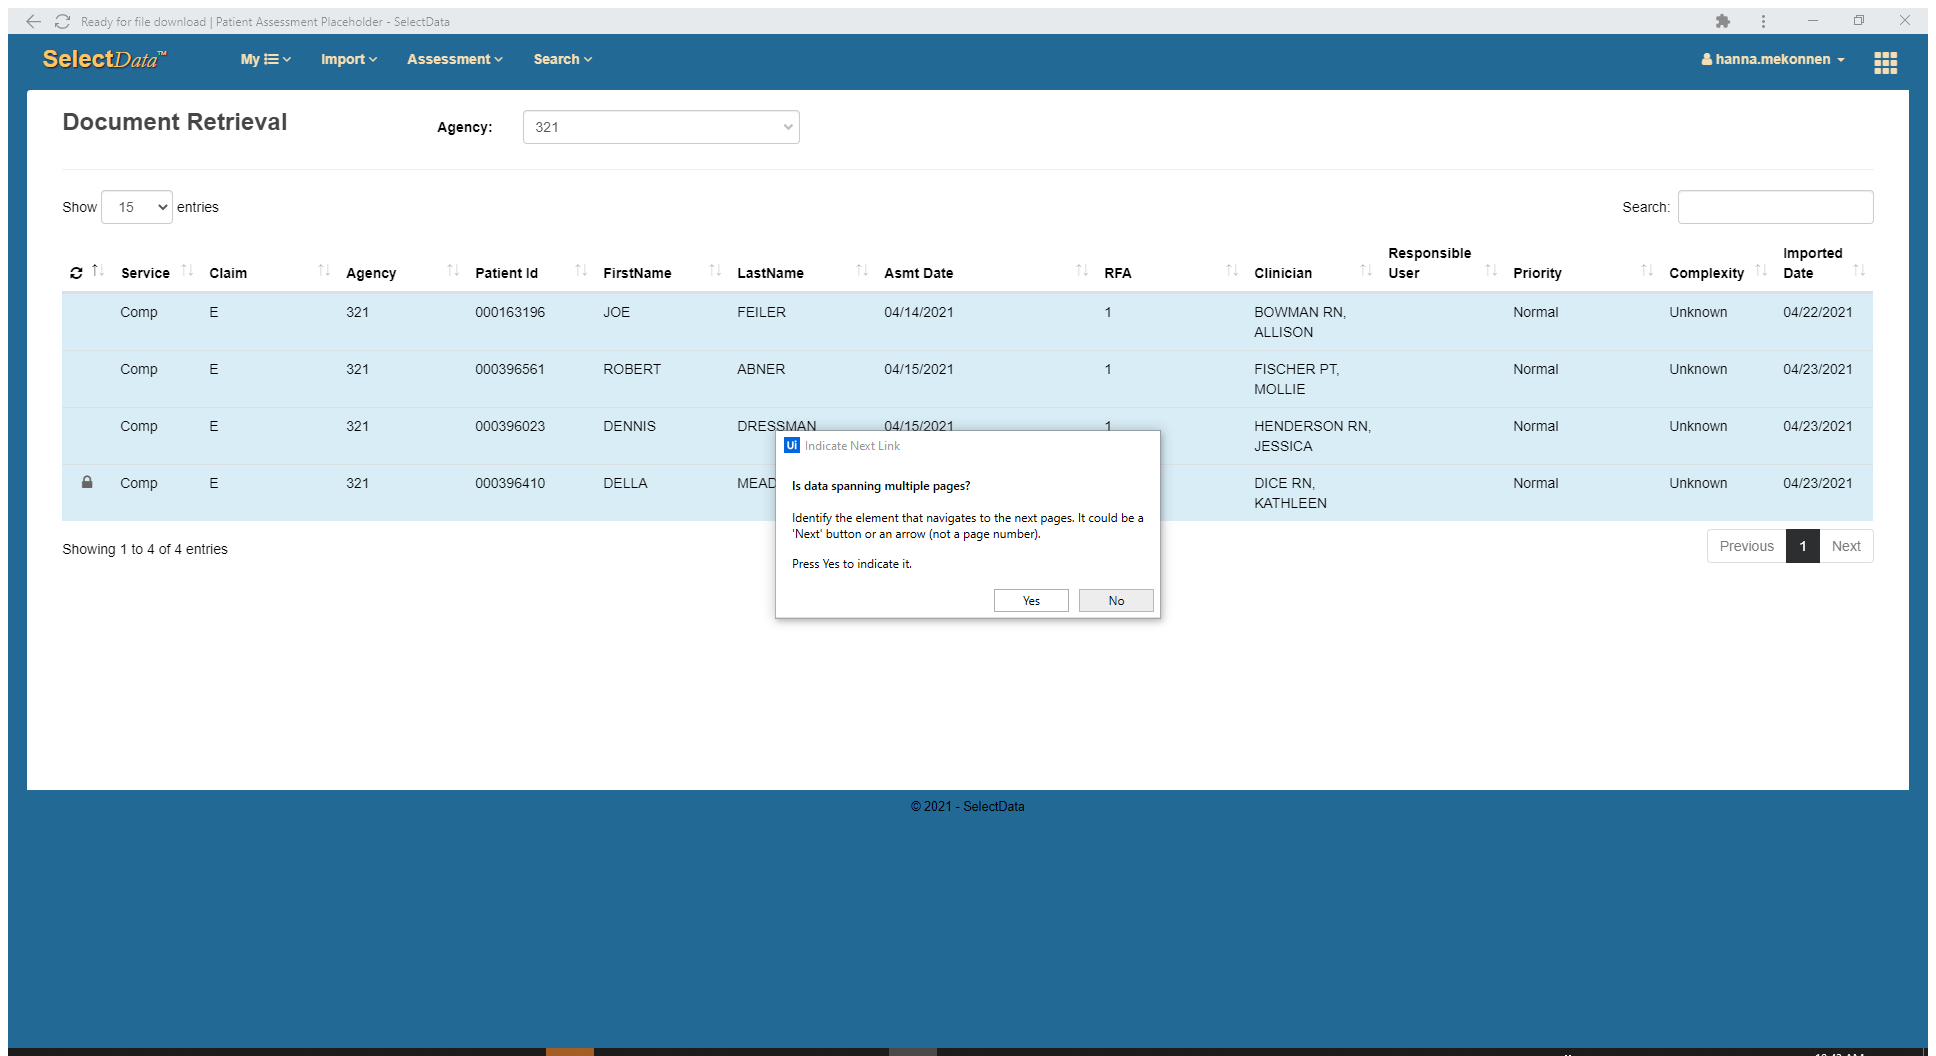 Ready for file download | Patient Assessment Placeholder - SelectData
SelectData™ My Import Assessment Search hanna.mekonnen
Document Retrieval Agency: 321
Show 15 entries Search:
Service Claim Agency Patient Id FirstName LastName Asmt Date RFA Clinician Responsible User Priority Complexity Imported Date
Comp E 321 000163196 JOE FEILER 04/14/2021 1 BOWMAN RN, Normal Unknown 04/22/2021
ALLISON
Comp E 321 000396561 ROBERT ABNER 04/15/2021 1 FISCHER PT, Normal Unknown 04/23/2021
MOLLIE
Comp E 321 000396023 DENNIS DRESSMAN 04/15/2021 1 HENDERSON RN, Normal Unknown 04/23/2021
JESSICA
Comp E 321 000396410 DELLA MEAD DICE RN, Normal Unknown 04/23/2021
KATHLEEN
Ui Indicate Next Link
Is data spanning multiple pages?
Identify the element that navigates to the next pages. It could be a
'Next' button or an arrow (not a page number).
Press Yes to indicate it.
Yes No
Showing 1 to 4 of 4 entries Previous 1 Next
© 2021 - SelectData